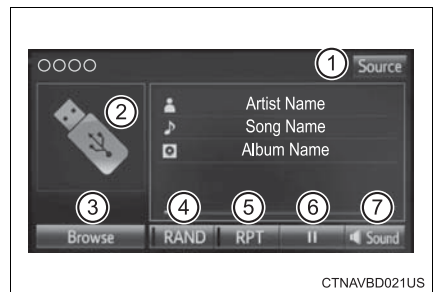 ○○○○ ① Source
② Artist Name
Song Name
Album Name
③ ④ ⑤ ⑥ ⑦
Browse RAND RPT II Sound
CTNAVBD021US